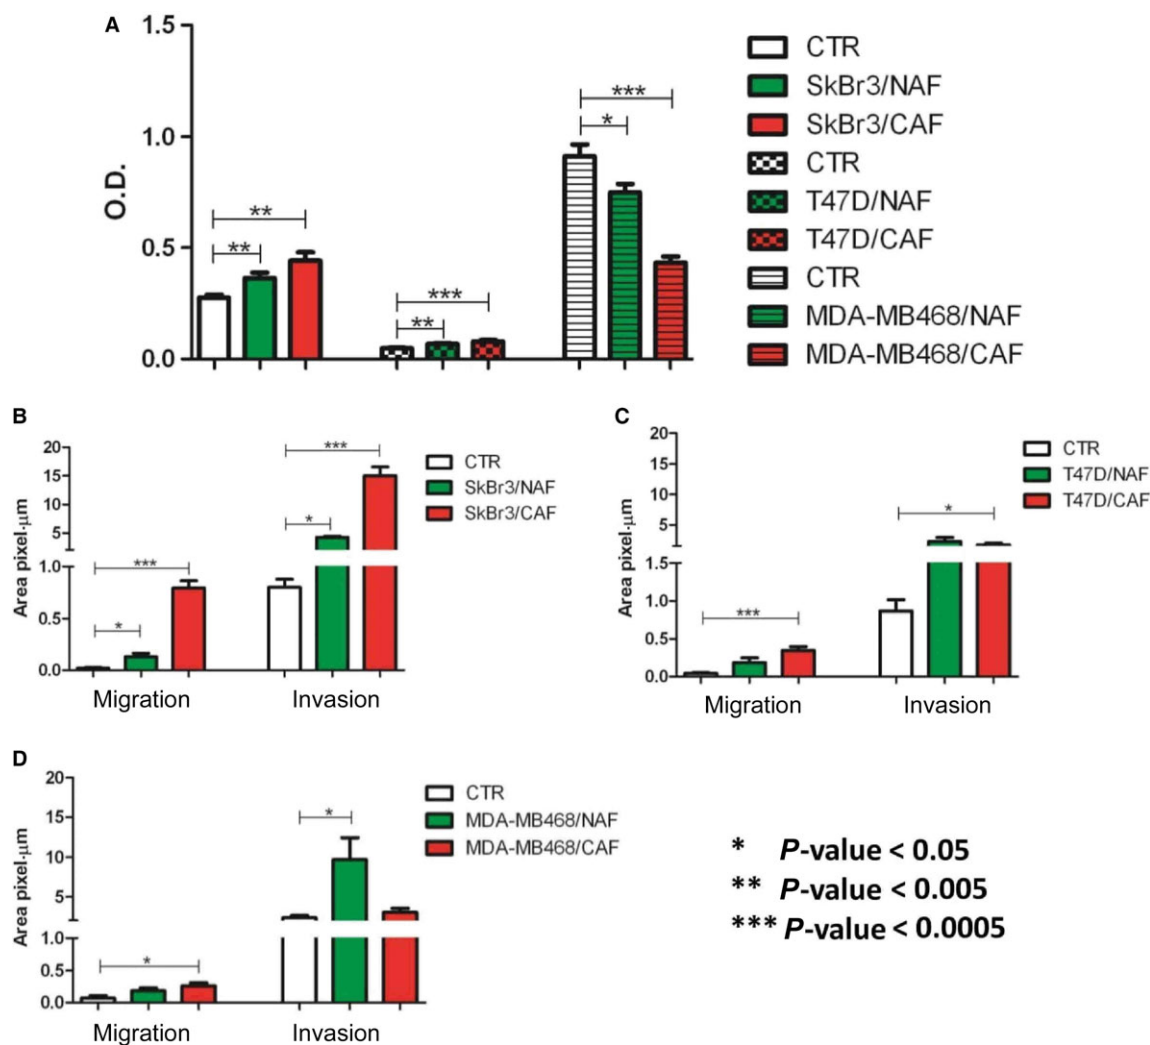 A
1.5
1.0
0.5
0.0
O.D.
**
**
**
***
*
***
CTR
SkBr3/NAF
SkBr3/CAF
CTR
T47D/NAF
T47D/CAF
CTR
MDA-MB468/NAF
MDA-MB468/CAF
B
20
15
10
5
1.0
0.5
0.0
Area pixel-µm
*
***
*
***
Migration Invasion
CTR
SkBr3/NAF
SkBr3/CAF
C
20
15
10
5
1.5
1.0
0.5
0.0
Area pixel-µm
***
*
Migration Invasion
CTR
T47D/NAF
T47D/CAF
D
20
15
10
5
1.0
0.5
0.0
Area pixel-µm
*
*
Migration Invasion
CTR
MDA-MB468/NAF
MDA-MB468/CAF
* P-value < 0.05
** P-value < 0.005
*** P-value < 0.0005